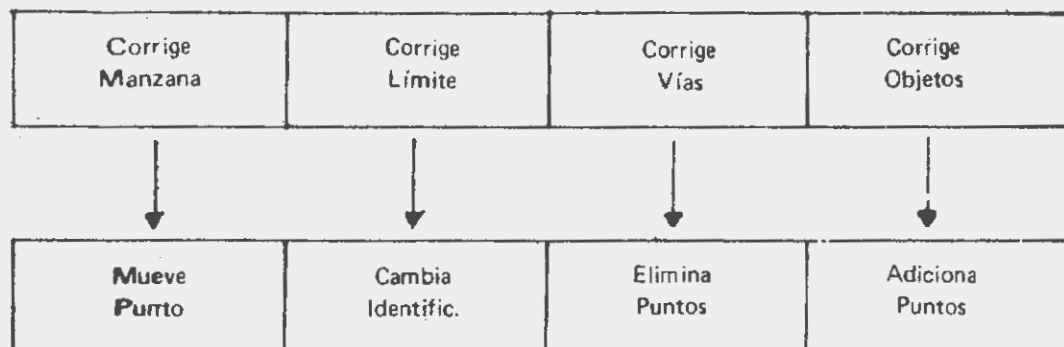 Corrige
Manzana
Corrige
Límite
Corrige
Vías
Corrige
Objetos
Mueve
Punto
Cambia
Identific.
Elimina
Puntos
Adiciona
Puntos